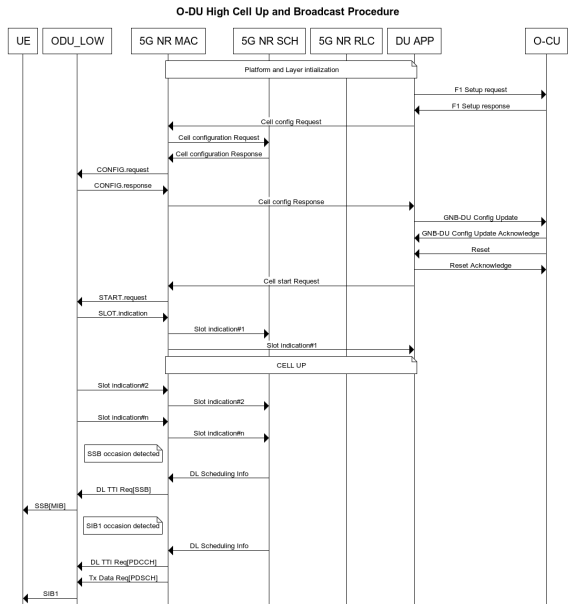 O-DU High Cell Up and Broadcast Procedure
UE
ODU_LOW
5G NR MAC
5G NR SCH
5G NR RLC
DU APP
O-CU
Platform and Layer intialization
F1 Setup request
F1 Setup response
Cell config Request
Cell configuration Request
Cell configuration Response
CONFIG.request
CONFIG.response
Cell config Response
GNB-DU Config Update
GNB-DU Config Update Acknowledge
Reset
Reset Acknowledge
Cell start Request
START.request
SLOT.indication
Slot indication#1
Slot indication#1
CELL UP
Slot indication#2
Slot indication#2
Slot indication#n
Slot indication#n
SSB occasion detected
DL Scheduling Info
DL TTI Req[SSB]
SSB[MIB]
SIB1 occasion detected
DL Scheduling Info
DL TTI Req[PDCCH]
Tx Data Req[PDSCH]
SIB1